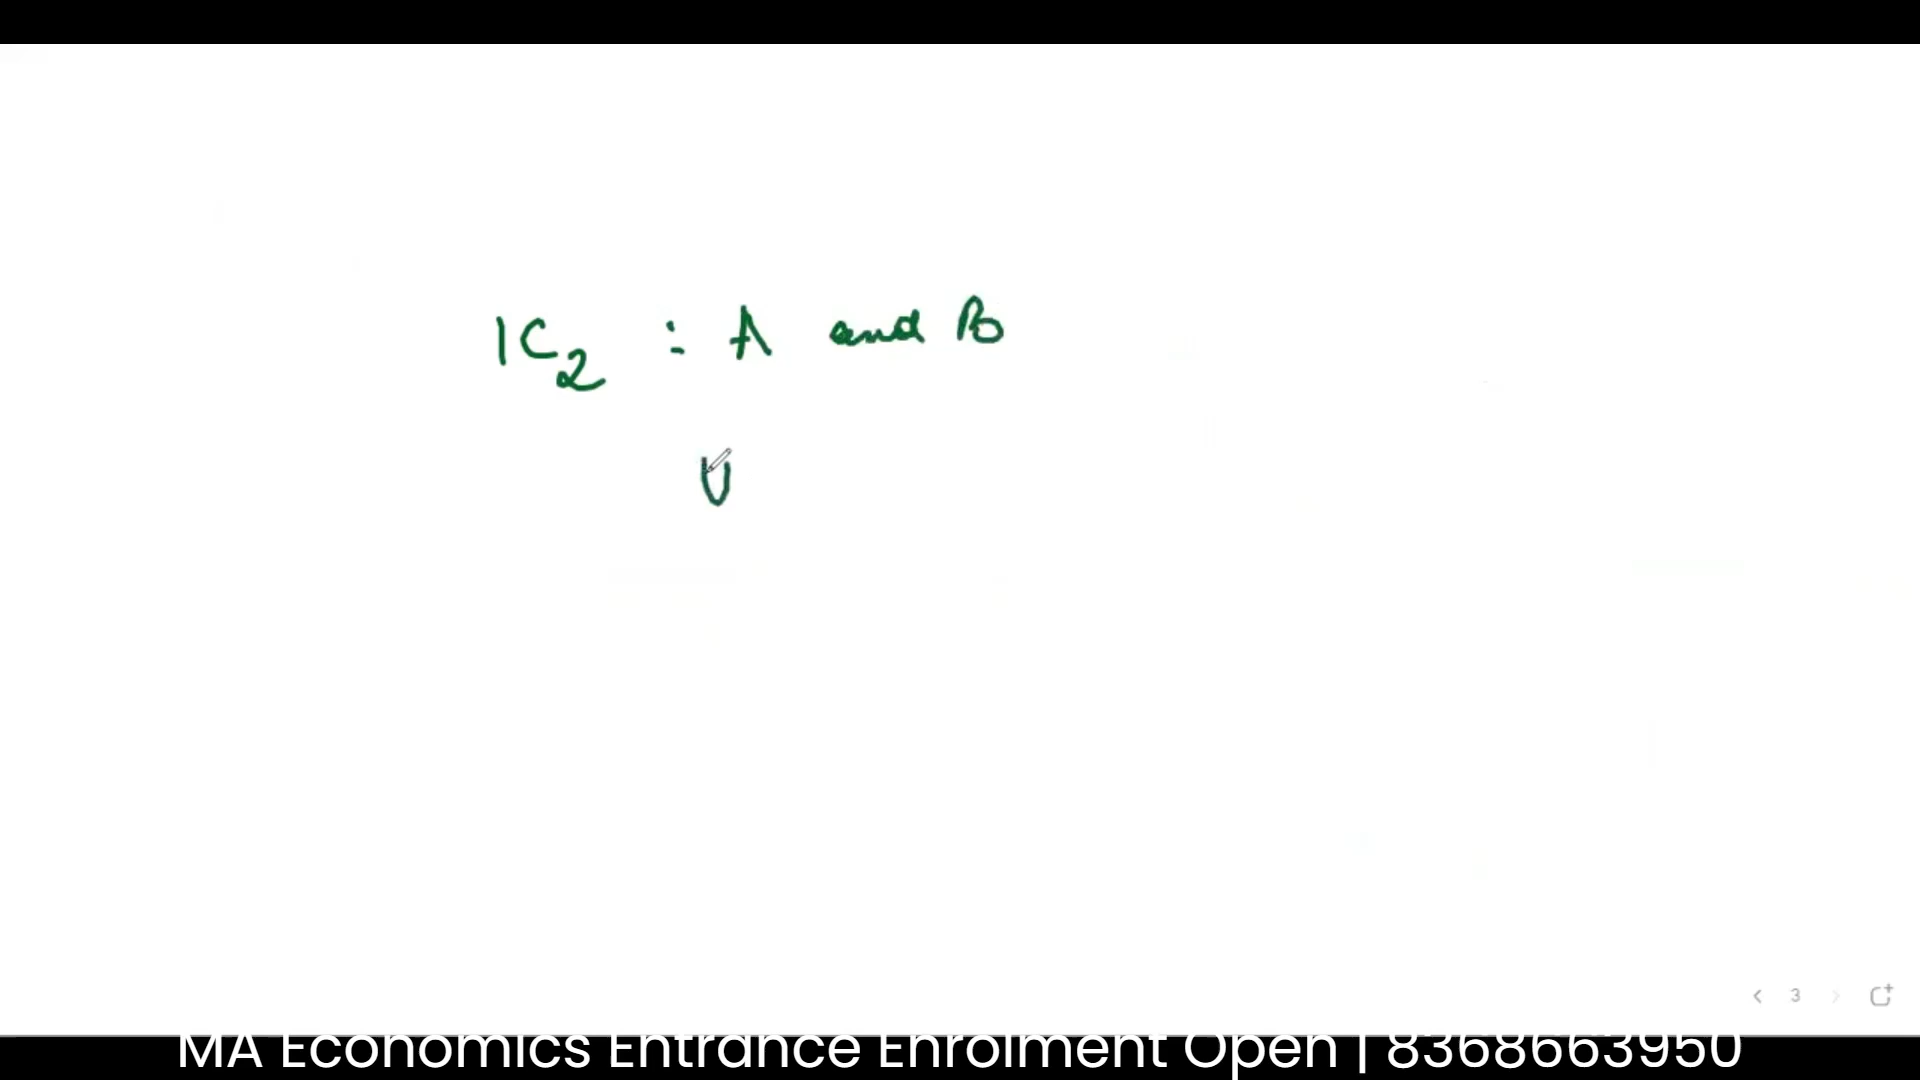 IC2 : A and B
U
3
MA Economics Entrance Enrolment Open | 8368663950